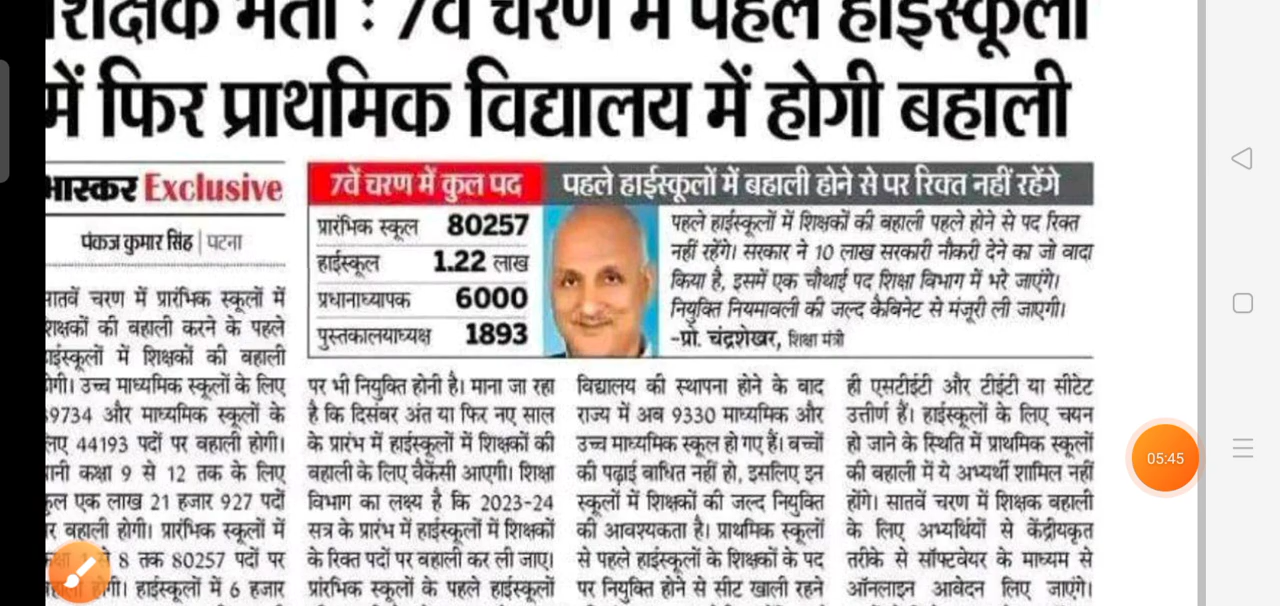 शिक्षक भर्ती : 7वें चरण में पहले हाईस्कूलों
में फिर प्राथमिक विद्यालय में होगी बहाली
भास्कर Exclusive
पंकज कुमार सिंह | पटना
सातवें चरण में प्रारंभिक स्कूलों में
शिक्षकों की बहाली करने के पहले
हाईस्कूलों में शिक्षकों की बहाली
होगी। उच्च माध्यमिक स्कूलों के लिए
9734 और माध्यमिक स्कूलों के
लिए 44193 पदों पर बहाली होगी।
यानी कक्षा 9 से 12 तक के लिए
कुल एक लाख 21 हजार 927 पदों
पर बहाली होगी। प्रारंभिक स्कूलों में
8 तक 80257 पदों पर
होगी। हाईस्कूलों में 6 हजार
7वें चरण में कुल पद
प्रारंभिक स्कूल 80257
हाईस्कूल 1.22 लाख
प्रधानाध्यापक 6000
पुस्तकालयाध्यक्ष 1893
पहले हाईस्कूलों में बहाली होने से पर रिक्त नहीं रहेंगे
पहले हाईस्कूलों में शिक्षकों की बहाली पहले होने से पद रिक्त
नहीं रहेंगे। सरकार ने 10 लाख सरकारी नौकरी देने का जो वादा
किया है, इसमें एक चौथाई पद शिक्षा विभाग में भरे जाएंगे।
नियुक्ति नियमावली की जल्द कैबिनेट से मंजूरी ली जाएगी।
-प्रो. चंद्रशेखर, शिक्षा मंत्री
पर भी नियुक्ति होनी है। माना जा रहा
है कि दिसंबर अंत या फिर नए साल
के प्रारंभ में हाईस्कूलों में शिक्षकों की
बहाली के लिए वैकेंसी आएगी। शिक्षा
विभाग का लक्ष्य है कि 2023-24
सत्र के प्रारंभ में हाईस्कूलों में शिक्षकों
के रिक्त पदों पर बहाली कर ली जाए।
प्रांरभिक स्कूलों के पहले हाईस्कूलों
विद्यालय की स्थापना होने के बाद
राज्य में अब 9330 माध्यमिक और
उच्च माध्यमिक स्कूल हो गए हैं। बच्चों
की पढ़ाई बाधित नहीं हो, इसलिए इन
स्कूलों में शिक्षकों की जल्द नियुक्ति
की आवश्यकता है। प्राथमिक स्कूलों
से पहले हाईस्कूलों के शिक्षकों के पद
पर नियुक्ति होने से सीट खाली रहने
ही एसटीईटी और टीईटी या सीटेट
उत्तीर्ण हैं। हाईस्कूलों के लिए चयन
हो जाने के स्थिति में प्राथमिक स्कूलों
की बहाली में ये अभ्यर्थी शामिल नहीं
होंगे। सातवें चरण में शिक्षक बहाली
के लिए अभ्यर्थियों से केंद्रीयकृत
तरीके से सॉफ्टवेयर के माध्यम से
ऑनलाइन आवेदन लिए जाएंगे।
05:45